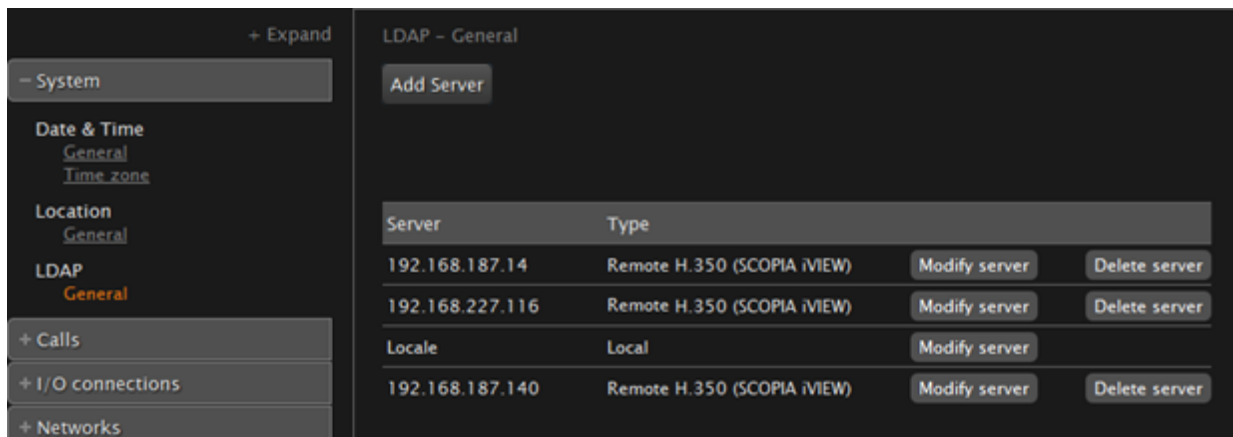 + Expand
− System
Date & Time
General
Time zone
Location
General
LDAP
General
+ Calls
+ I/O connections
+ Networks
LDAP – General
Add Server
Server Type
192.168.187.14 Remote H.350 (SCOPIA iVIEW) Modify server Delete server
192.168.227.116 Remote H.350 (SCOPIA iVIEW) Modify server Delete server
Locale Local Modify server
192.168.187.140 Remote H.350 (SCOPIA iVIEW) Modify server Delete server